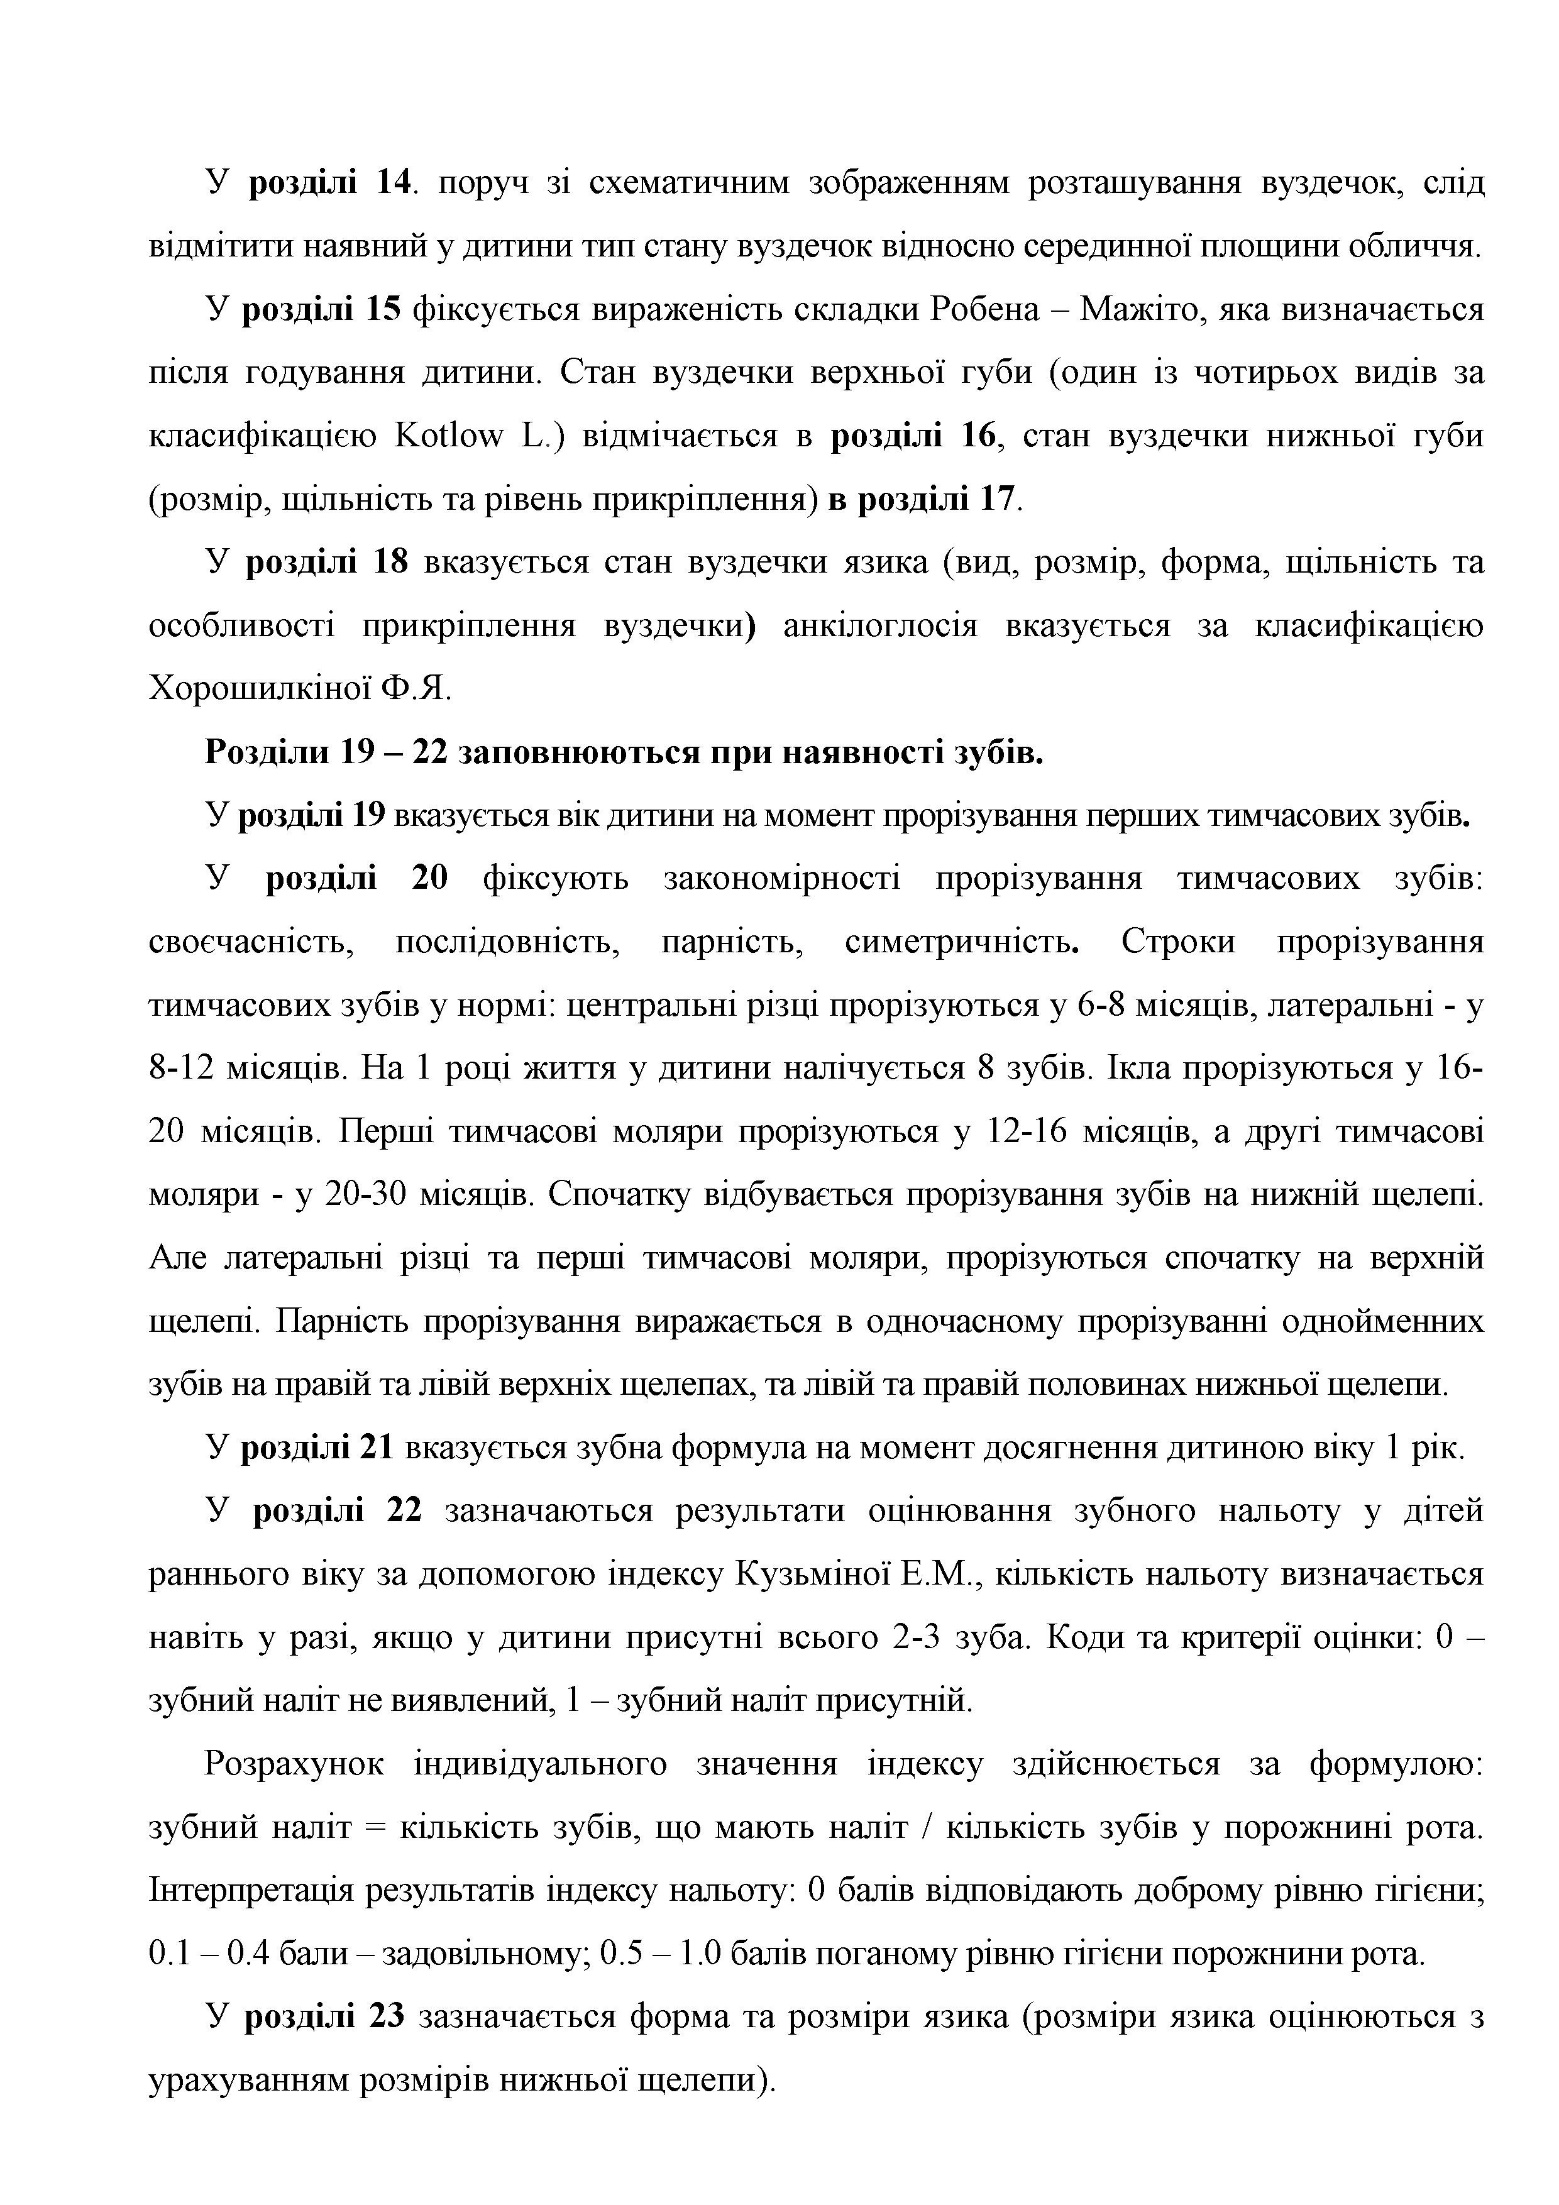 У розділі 14. поруч зі схематичним зображенням розташування вуздечок, слід
відмітити наявний у дитини тип стану вуздечок відносно серединної площини обличчя.
У розділі 15 фіксується вираженість складки Робена – Мажіто, яка визначається
після годування дитини. Стан вуздечки верхньої губи (один із чотирьох видів за
класифікацією Kotlow L.) відмічається в розділі 16, стан вуздечки нижньої губи
(розмір, щільність та рівень прикріплення) в розділі 17.
У розділі 18 вказується стан вуздечки язика (вид, розмір, форма, щільність та
особливості прикріплення вуздечки) анкілоглосія вказується за класифікацією
Хорошилкіної Ф.Я.
Розділи 19 – 22 заповнюються при наявності зубів.
У розділі 19 вказується вік дитини на момент прорізування перших тимчасових зубів.
У розділі 20 фіксують закономірності прорізування тимчасових зубів:
своєчасність, послідовність, парність, симетричність. Строки прорізування
тимчасових зубів у нормі: центральні різці прорізуються у 6-8 місяців, латеральні - у
8-12 місяців. На 1 році життя у дитини налічується 8 зубів. Ікла прорізуються у 16-
20 місяців. Перші тимчасові моляри прорізуються у 12-16 місяців, а другі тимчасові
моляри - у 20-30 місяців. Спочатку відбувається прорізування зубів на нижній щелепі.
Але латеральні різці та перші тимчасові моляри, прорізуються спочатку на верхній
щелепі. Парність прорізування виражається в одночасному прорізуванні однойменних
зубів на правій та лівій верхніх щелепах, та лівій та правій половинах нижньої щелепи.
У розділі 21 вказується зубна формула на момент досягнення дитиною віку 1 рік.
У розділі 22 зазначаються результати оцінювання зубного нальоту у дітей
раннього віку за допомогою індексу Кузьміної Е.М., кількість нальоту визначається
навіть у разі, якщо у дитини присутні всього 2-3 зуба. Коди та критерії оцінки: 0 –
зубний наліт не виявлений, 1 – зубний наліт присутній.
Розрахунок індивідуального значення індексу здійснюється за формулою:
зубний наліт = кількість зубів, що мають наліт / кількість зубів у порожнині рота.
Інтерпретація результатів індексу нальоту: 0 балів відповідають доброму рівню гігієни;
0.1 – 0.4 бали – задовільному; 0.5 – 1.0 балів поганому рівню гігієни порожнини рота.
У розділі 23 зазначається форма та розміри язика (розміри язика оцінюються з
урахуванням розмірів нижньої щелепи).